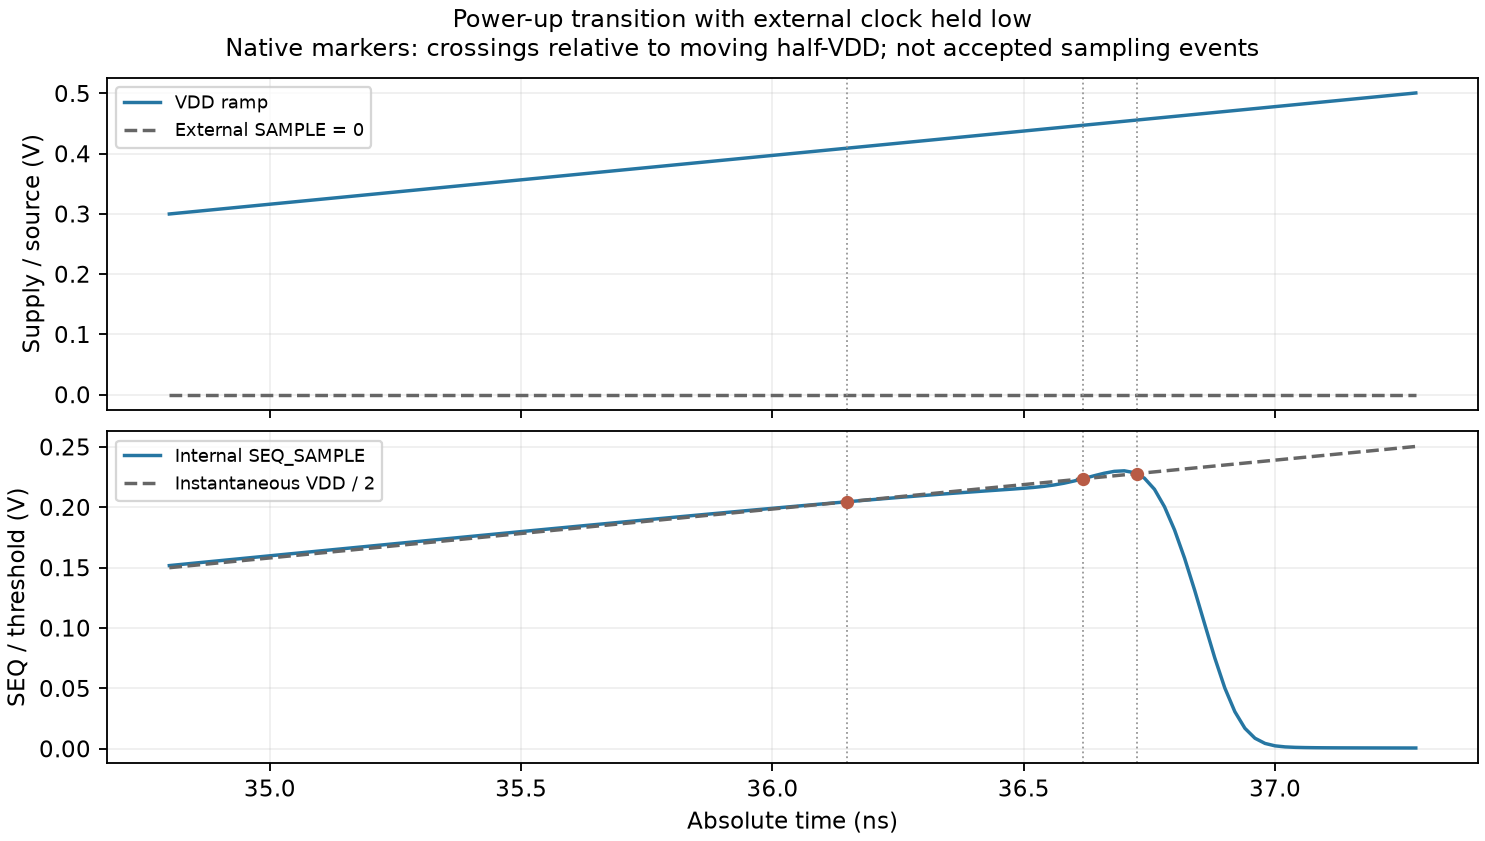 Power-up transition with external clock held low
Native markers: crossings relative to moving half-VDD; not accepted sampling events
Supply / source (V)
0.5
0.4
0.3
0.2
0.1
0.0
VDD ramp
External SAMPLE = 0
SEQ / threshold (V)
0.25
0.20
0.15
0.10
0.05
0.00
Internal SEQ_SAMPLE
Instantaneous VDD / 2
35.0 35.5 36.0 36.5 37.0
Absolute time (ns)